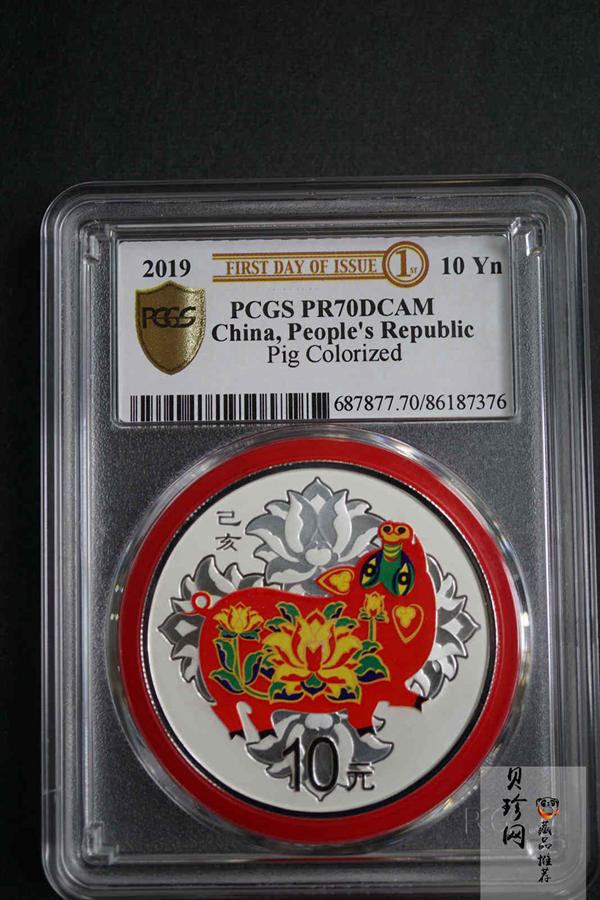 2019
FIRST DAY OF ISSUE
1ST
10 Yn
PCGS
PCGS PR70DCAM
China, People's Republic
Pig Colorized
687877.70/86187376
己亥
10元
贝珍网
藏品推荐